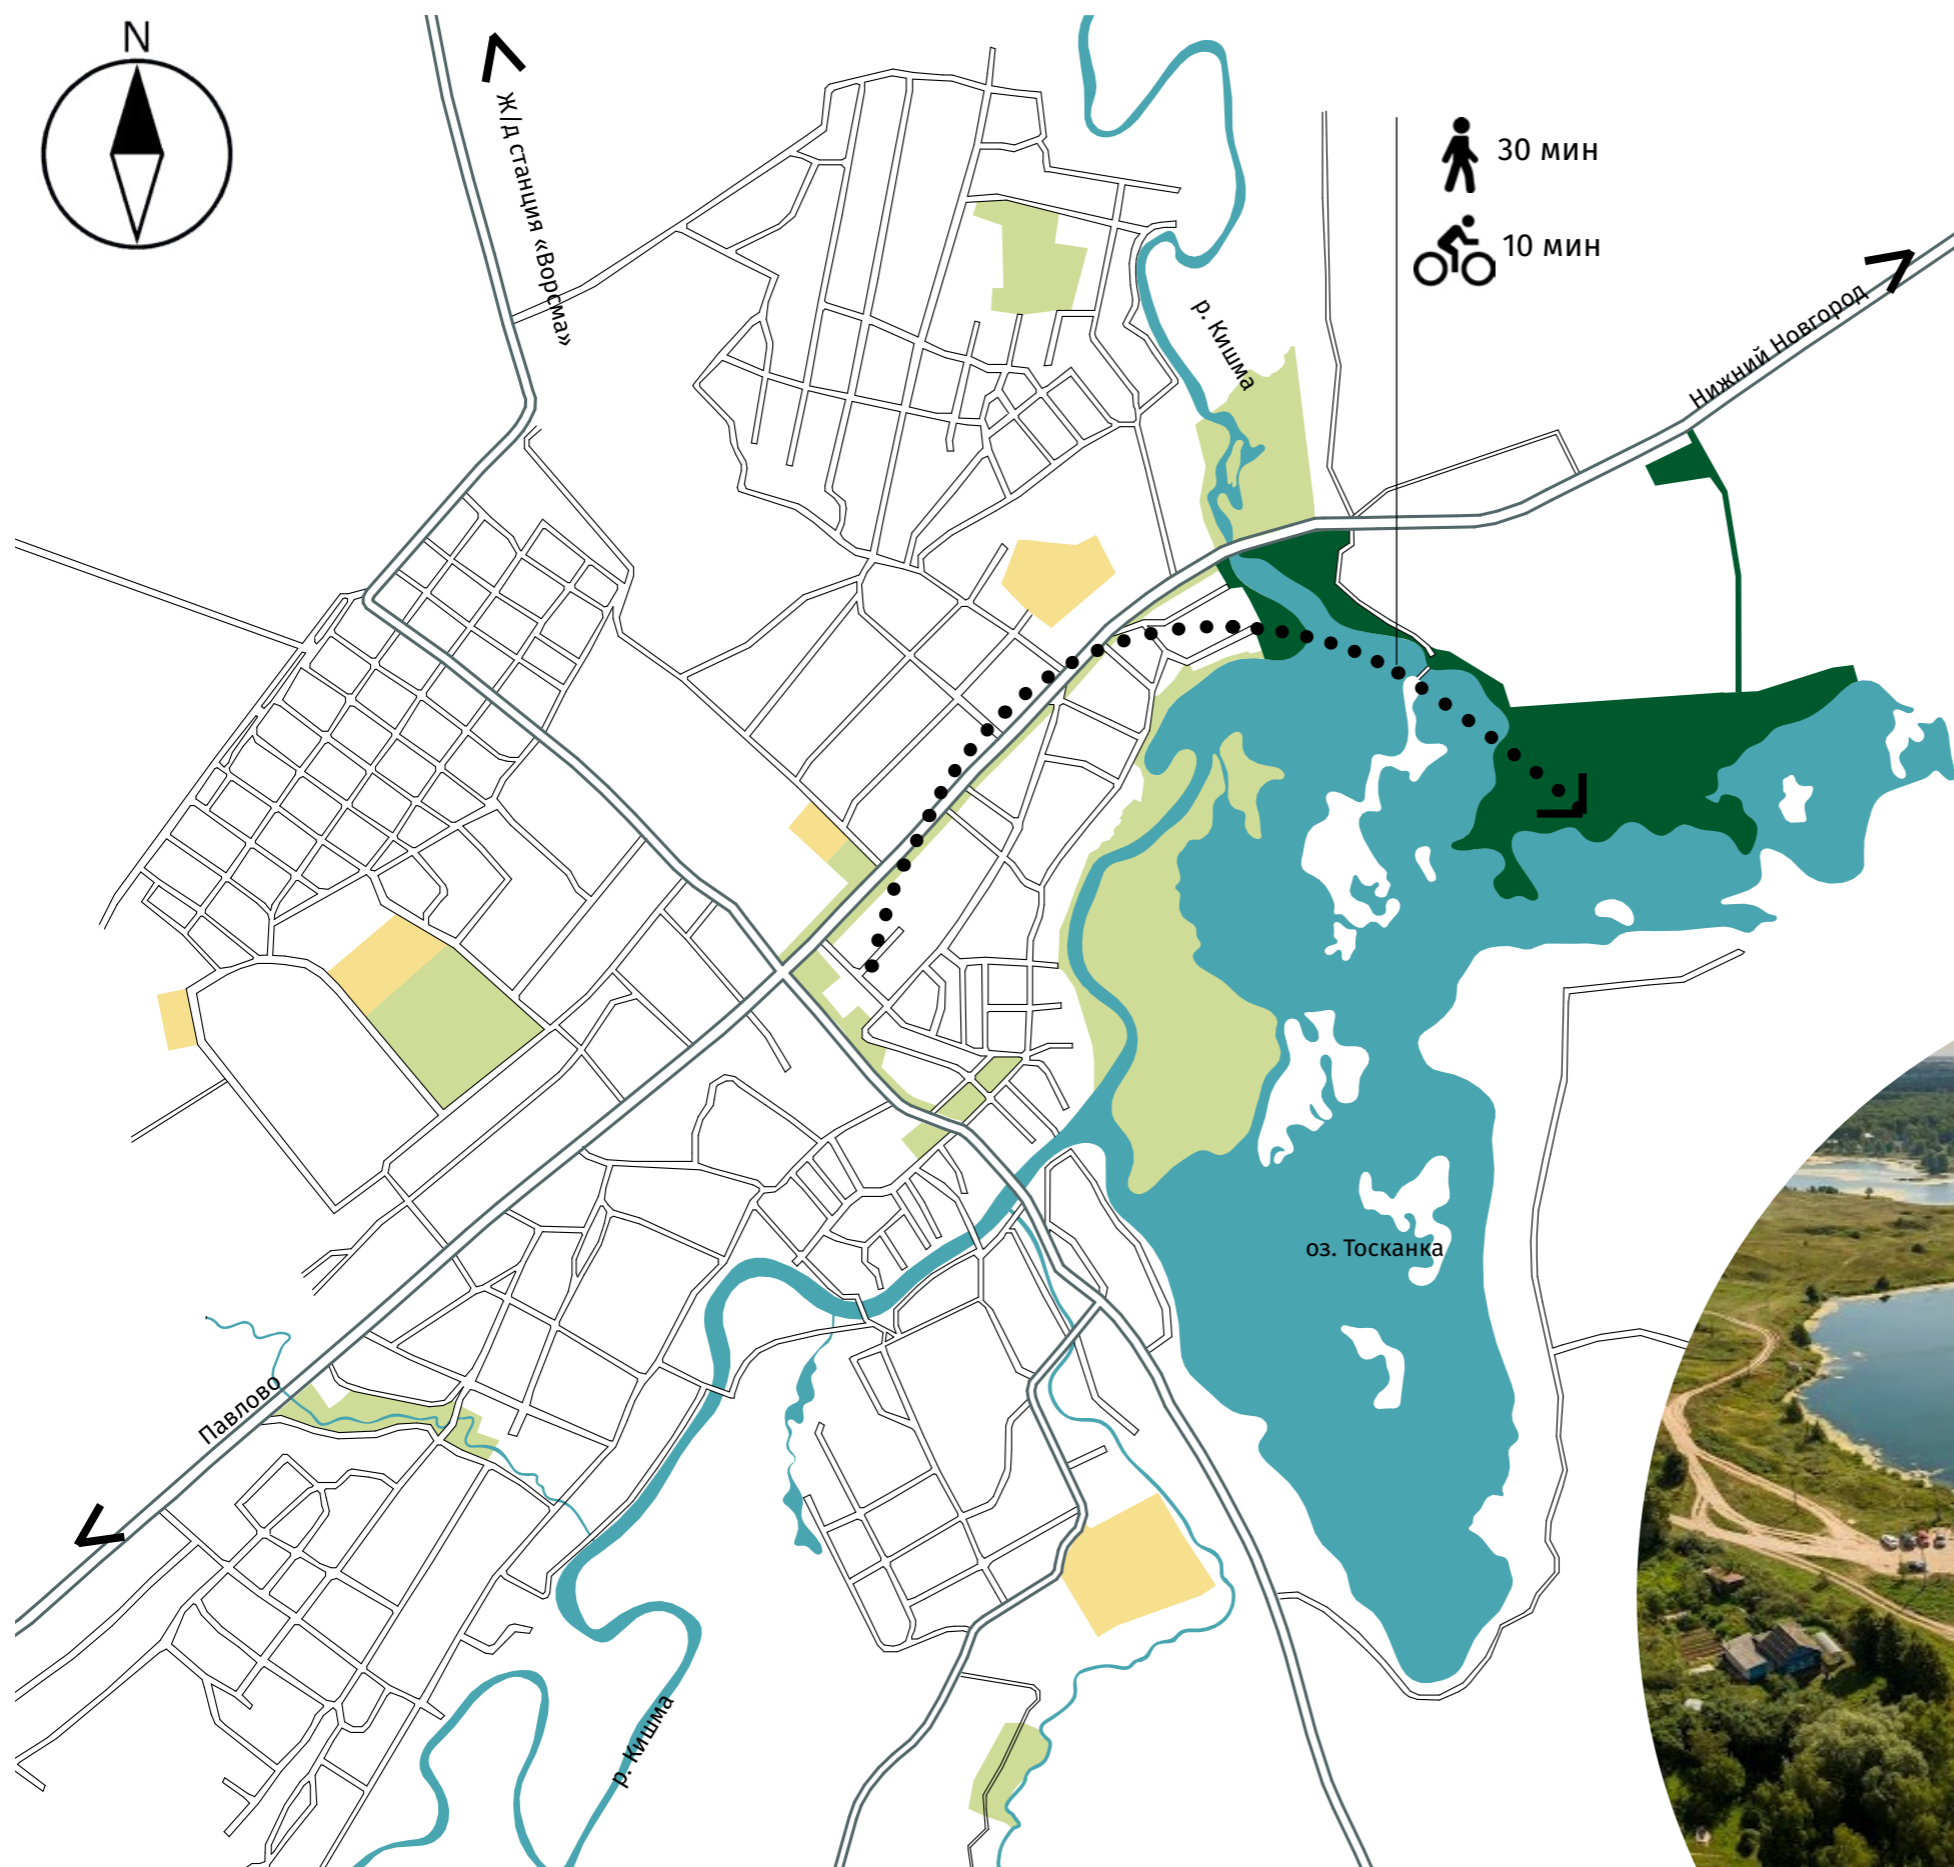 N
Ж/д станция «Ворсма»
30 мин
10 мин
р. Кишма
Нижний Новгород
оз. Тосканка
Павлово
р. Кишма